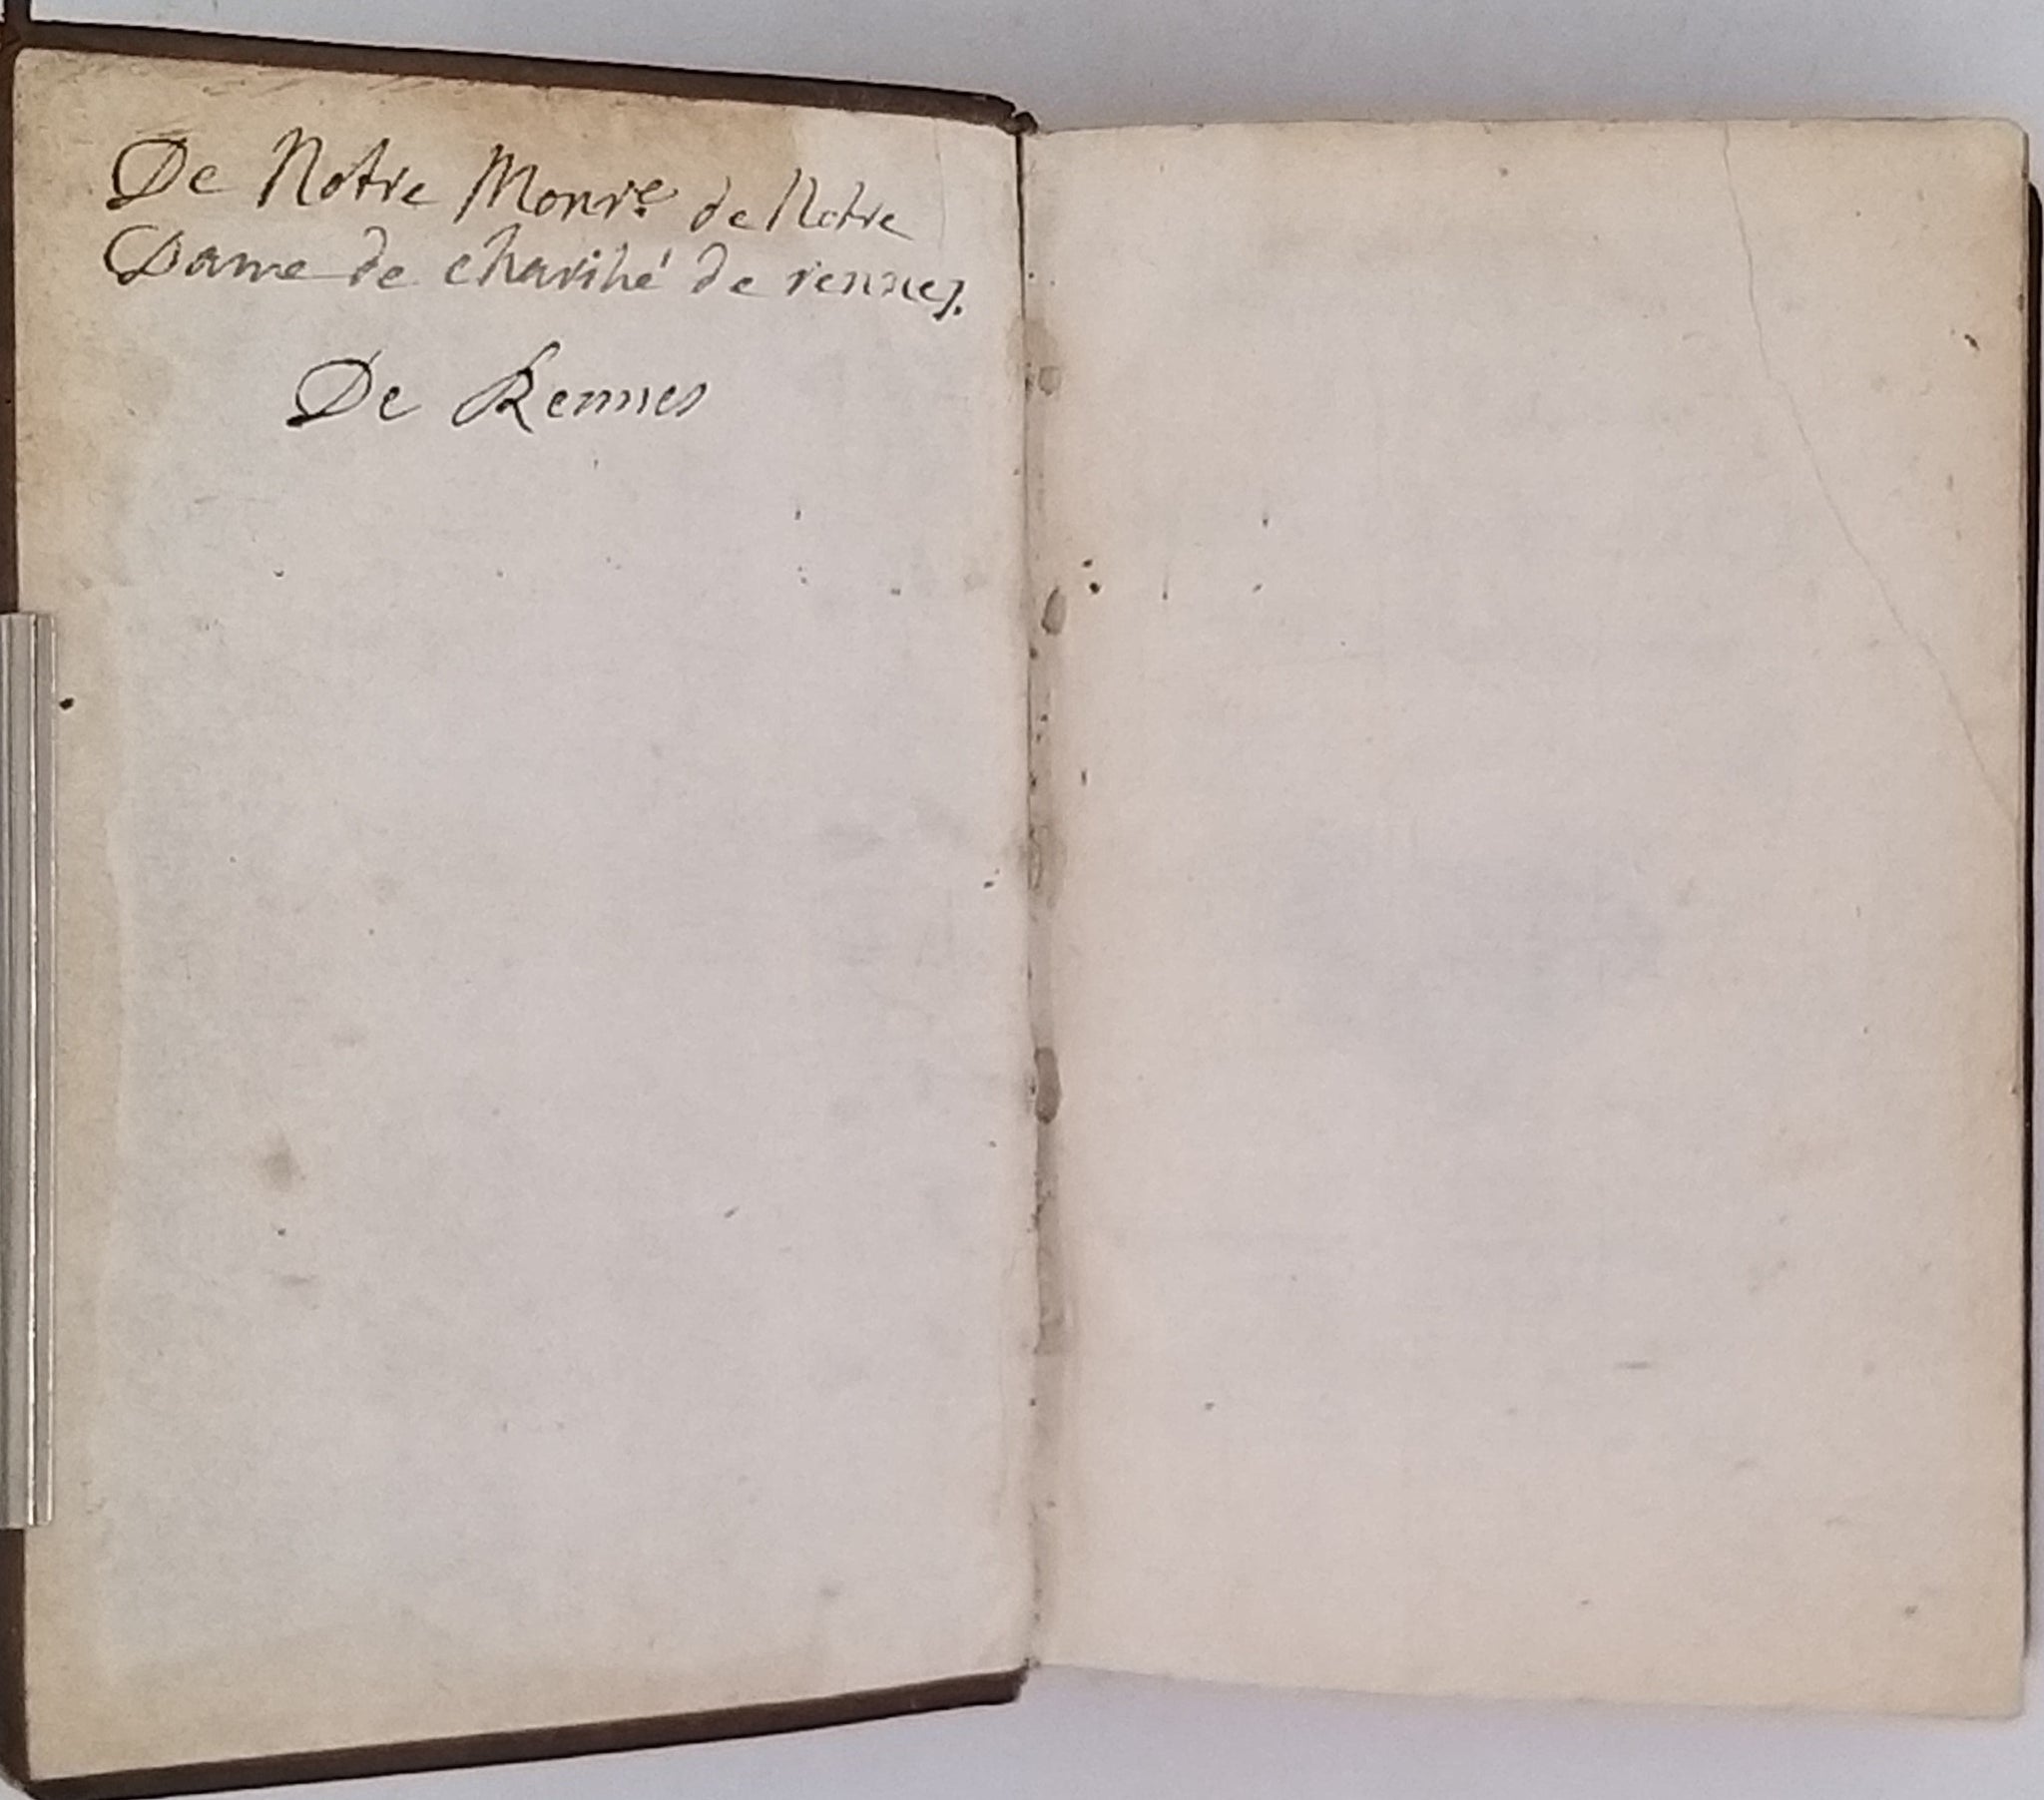 De Notre Monre. de Notre
Dame de charité de rennes.
De Rennes